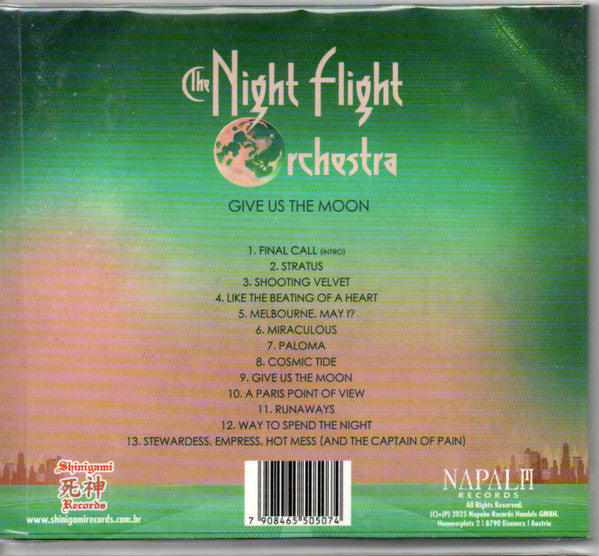 The Night Flight
Orchestra
GIVE US THE MOON
1. FINAL CALL (INTRO)
2. STRATUS
3. SHOOTING VELVET
4. LIKE THE BEATING OF A HEART
5. MELBOURNE, MAY I?
6. MIRACULOUS
7. PALOMA
8. COSMIC TIDE
9. GIVE US THE MOON
10. A PARIS POINT OF VIEW
11. RUNAWAYS
12. WAY TO SPEND THE NIGHT
13. STEWARDESS, EMPRESS, HOT MESS (AND THE CAPTAIN OF PAIN)
Shinigami
死神
Records
www.shinigamirecords.com.br
7 908465 505074
NAPALM
RECORDS
All Rights Reserved.
(C)+(P) 2025 Napalm Records Handels GMBH.
Hammerplatz 2 | 8790 Eisenerz | Austria